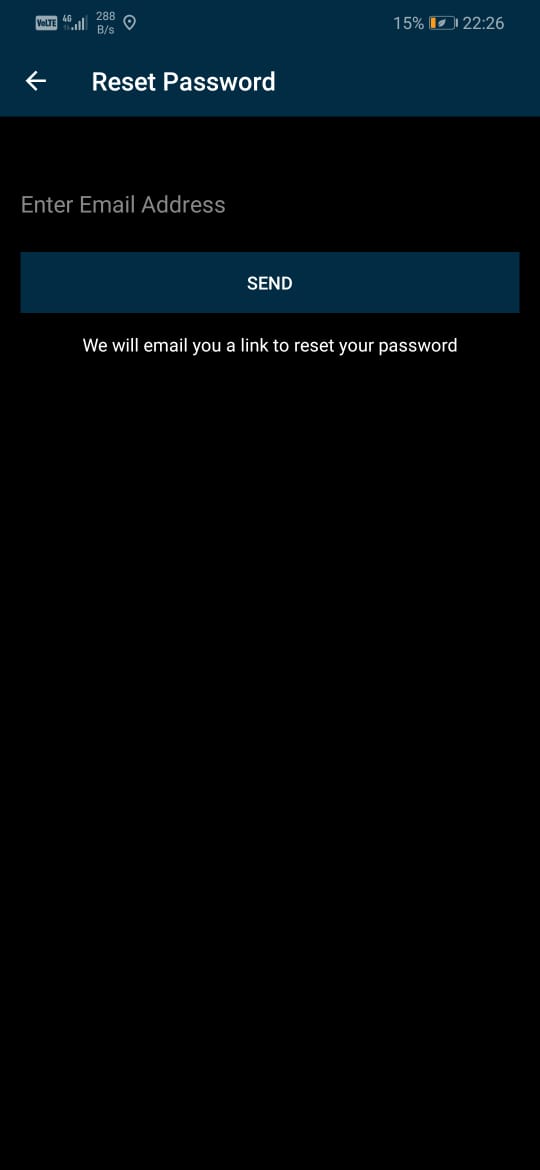 VoLTE 4G 288 B/s 15% 22:26
Reset Password
Enter Email Address
SEND
We will email you a link to reset your password